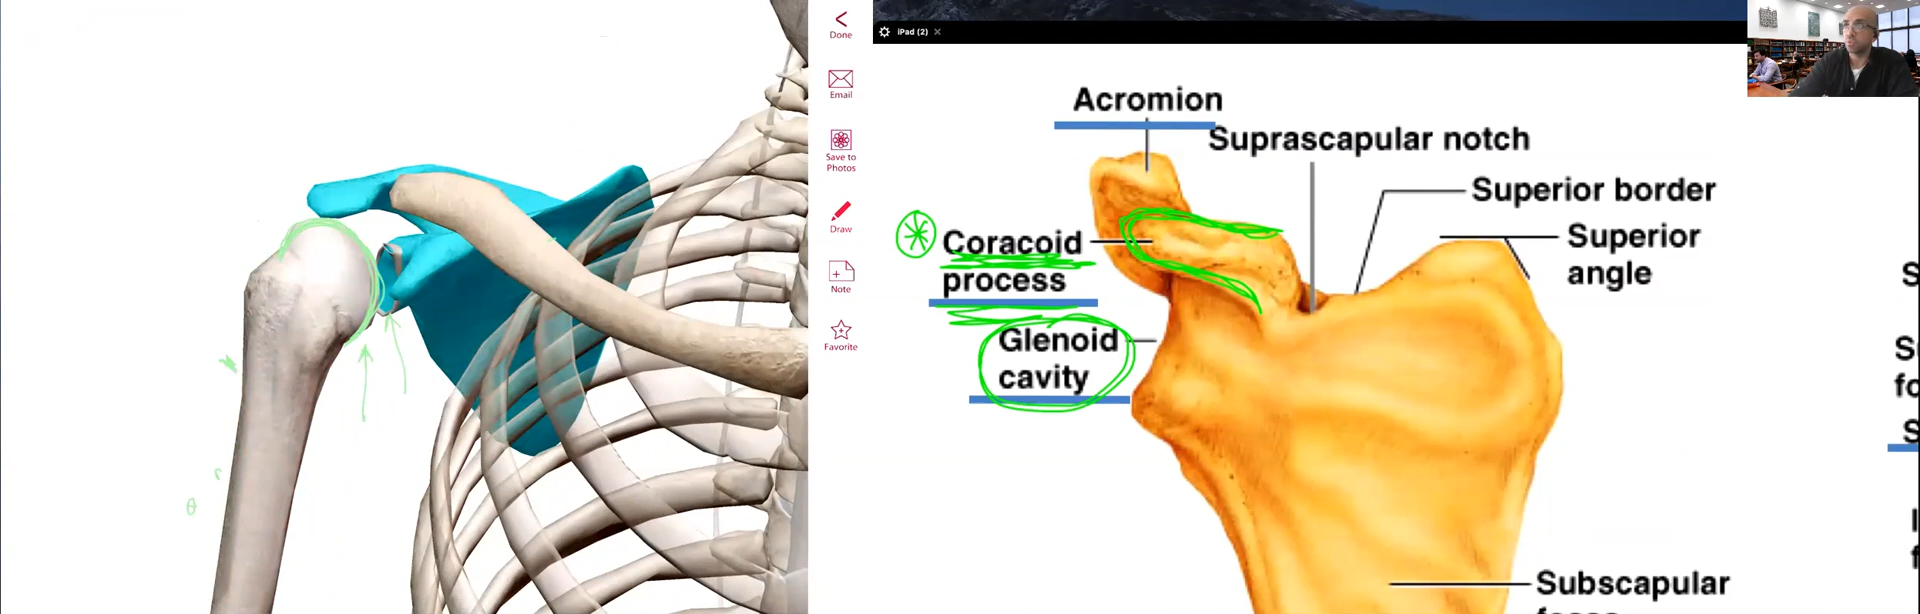 Done
Email
Save to
Photos
Draw
Note
Favorite
iPad (2)
Acromion
Suprascapular notch
Superior border
Superior
angle
Coracoid
process
Glenoid
cavity
Subscapular